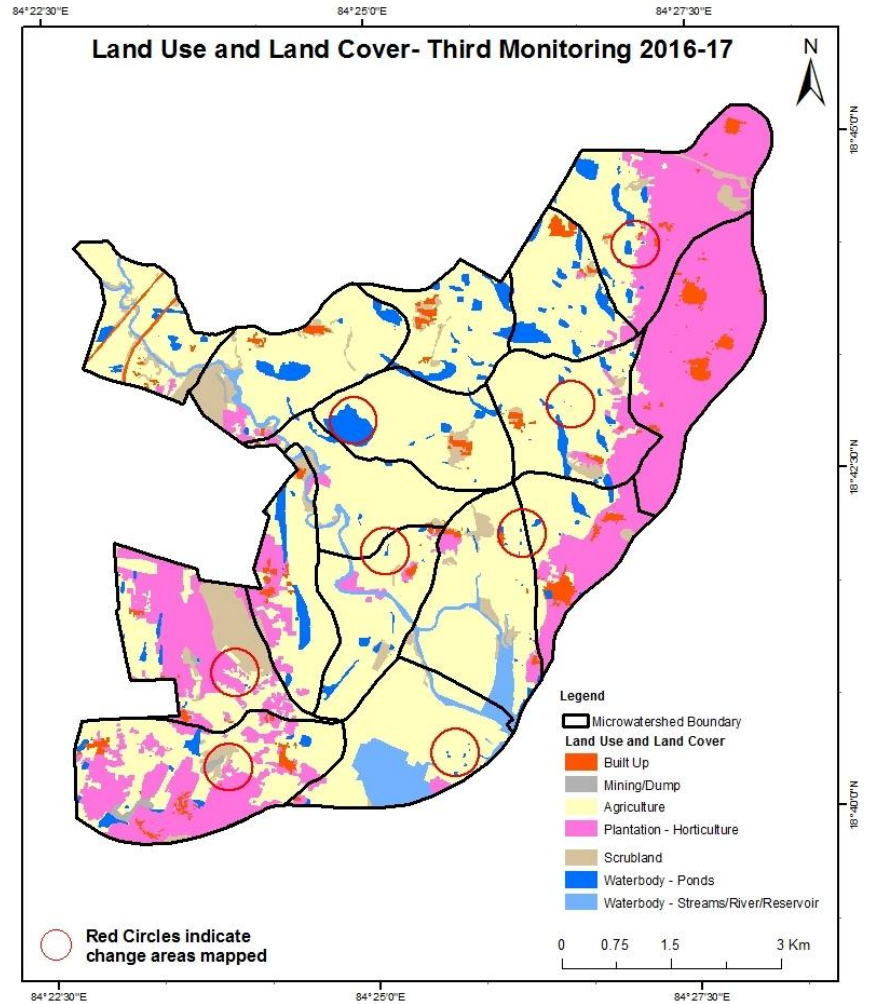 84°22'30"E 84°25'0"E 84°27'30"E
Land Use and Land Cover- Third Monitoring 2016-17
N
18°45'0"N
18°42'30"N
18°40'0"N
Legend
Microwatershed Boundary
Land Use and Land Cover
Built Up
Mining/Dump
Agriculture
Plantation - Horticulture
Scrubland
Waterbody - Ponds
Waterbody - Streams/River/Reservoir
Red Circles indicate
change areas mapped
0 0.75 1.5 3 Km
84°22'30"E 84°25'0"E 84°27'30"E